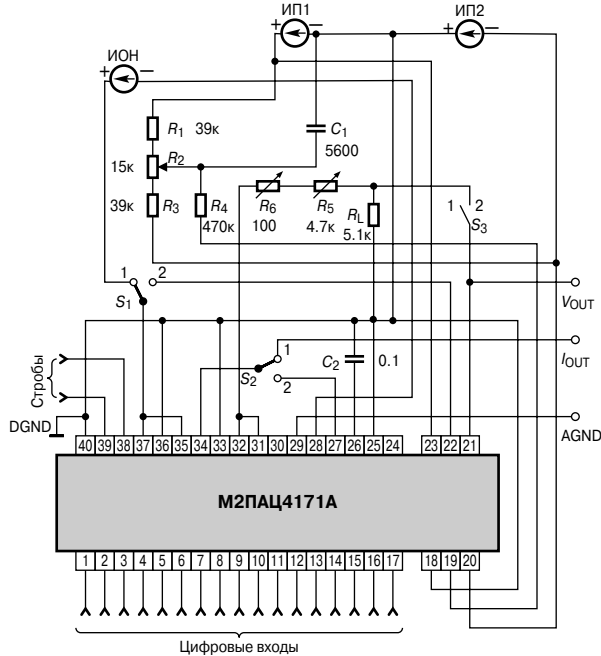 ИП1
ИП2
+ −
+ −
ИОН
+ −
R1 39к
C1
5600
15к
R2
39к
R3
R4
470к
R6
100
R5
4.7к
RL
5.1к
1 2
S3
1 2
S1
VOUT
1
S2
2
C2
0.1
IOUT
Стробы
DGND
AGND
40 39 38 37 36 35 34 33 32 31 30 29 28 27 26 25 24 23 22 21
М2ПАЦ4171А
1 2 3 4 5 6 7 8 9 10 11 12 13 14 15 16 17 18 19 20
Цифровые входы